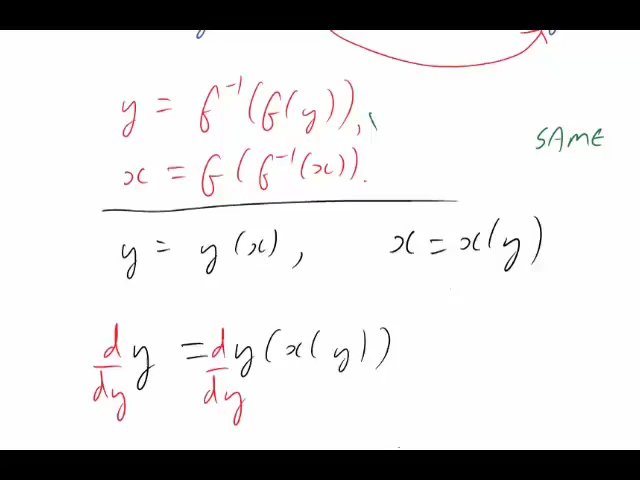 y = f⁻¹(f(y)),
SAME
x = f(f⁻¹(x)).
y = y(x), x = x(y)
d/dy y = d/dy y(x(y))